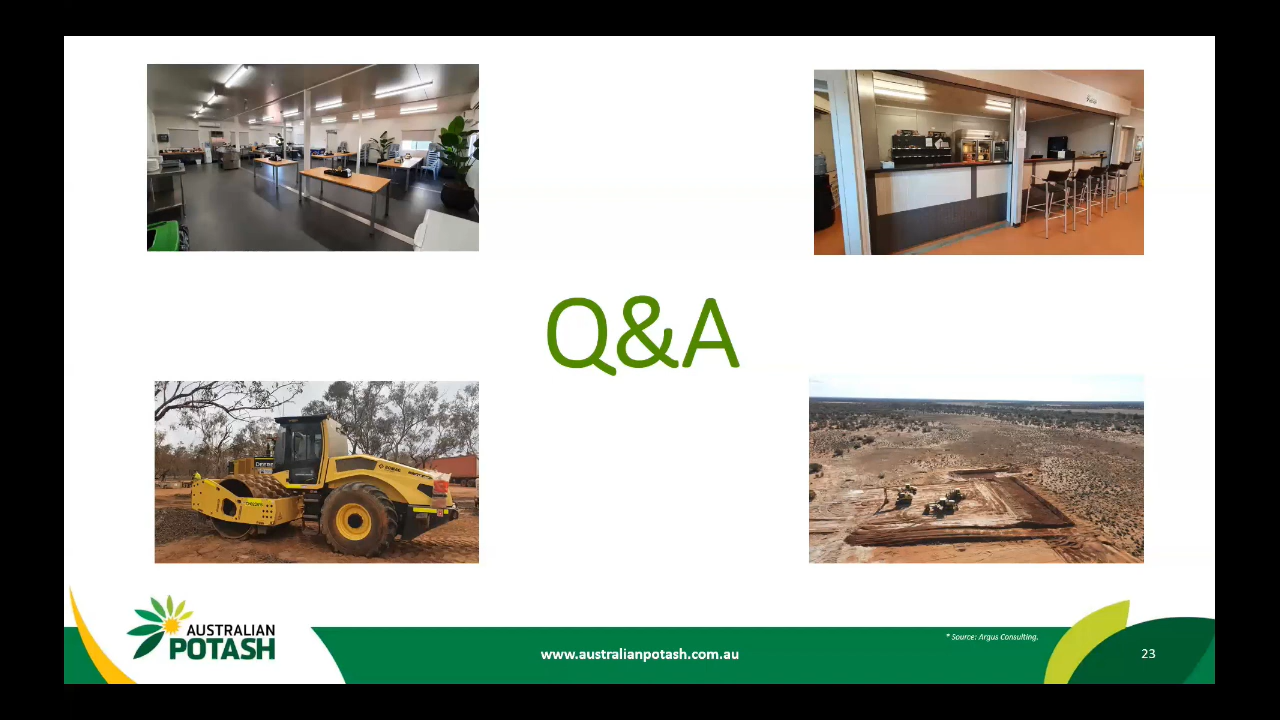 Q&A
AUSTRALIAN
POTASH
www.australianpotash.com.au
* Source: Argus Consulting.
23